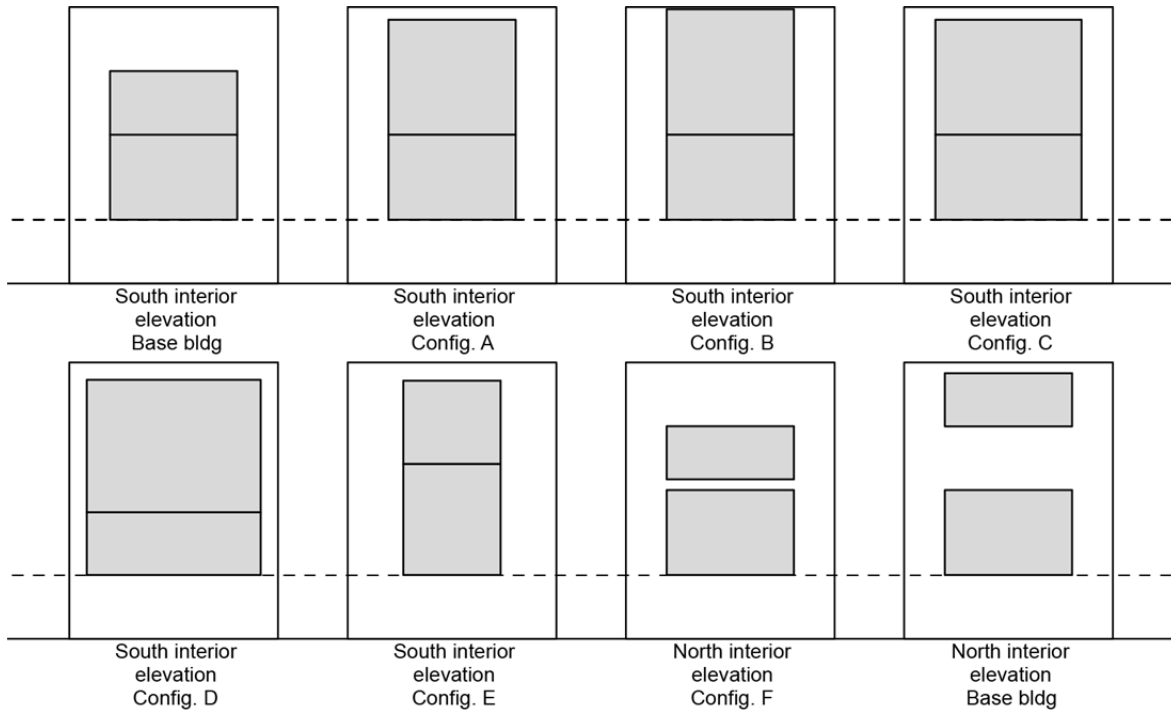 South interior
elevation
Base bldg
South interior
elevation
Config. A
South interior
elevation
Config. B
South interior
elevation
Config. C
South interior
elevation
Config. D
South interior
elevation
Config. E
North interior
elevation
Config. F
North interior
elevation
Base bldg